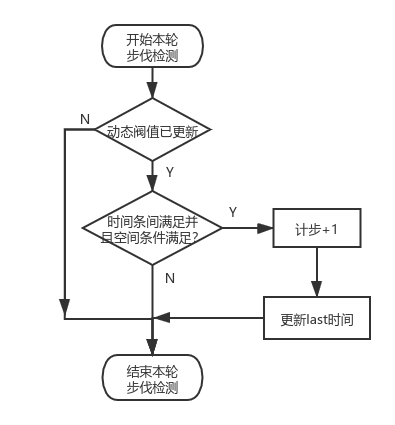 开始本轮
步伐检测
N
动态阀值已更新
Y
时间条间满足并
且空间条件满足?
Y
计步+1
N
更新last时间
结束本轮
步伐检测